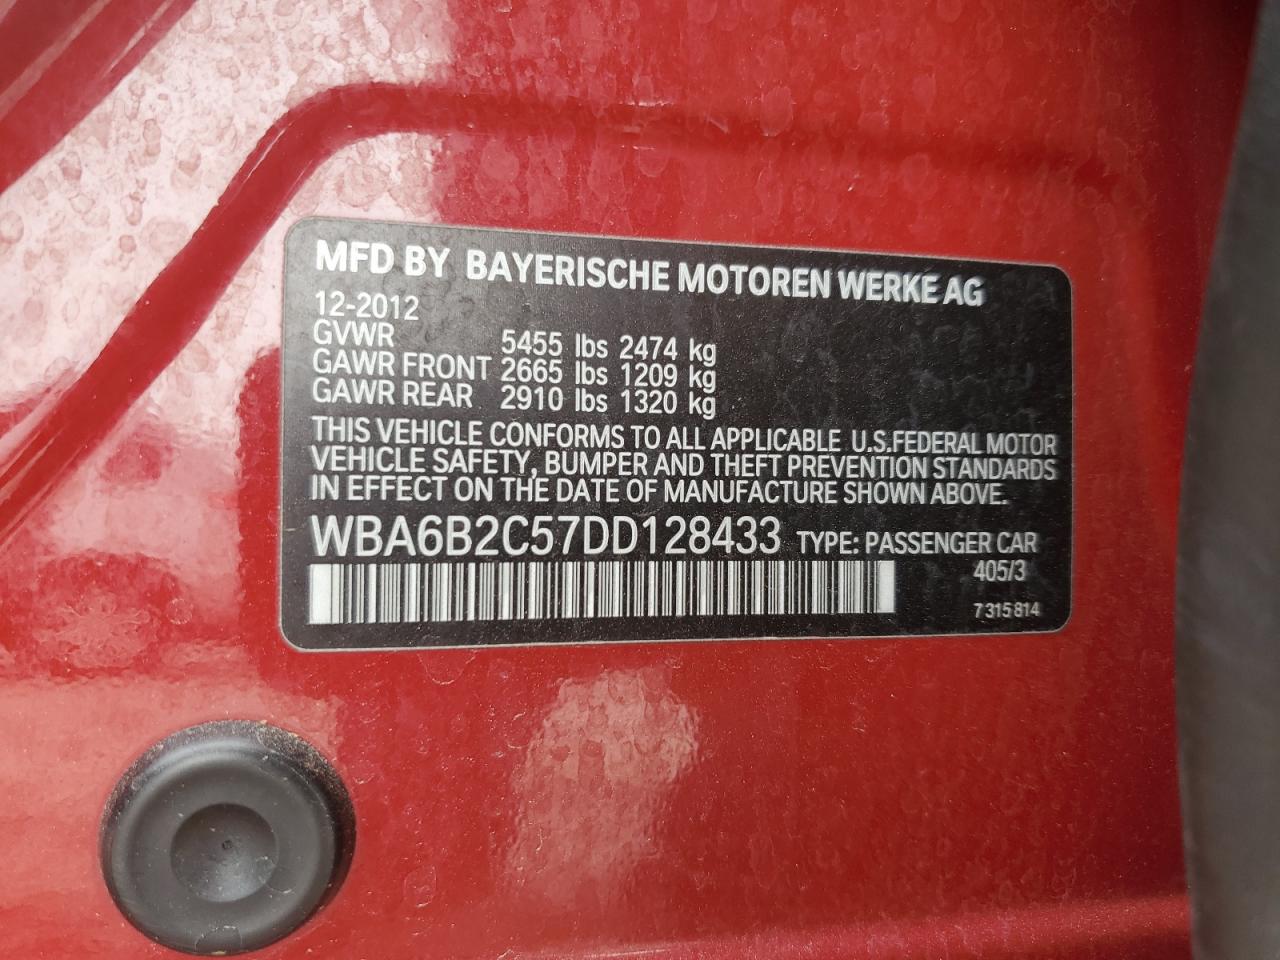 MFD BY BAYERISCHE MOTOREN WERKE AG
12-2012
GVWR 5455 lbs 2474 kg
GAWR FRONT 2665 lbs 1209 kg
GAWR REAR 2910 lbs 1320 kg
THIS VEHICLE CONFORMS TO ALL APPLICABLE U.S.FEDERAL MOTOR
VEHICLE SAFETY, BUMPER AND THEFT PREVENTION STANDARDS
IN EFFECT ON THE DATE OF MANUFACTURE SHOWN ABOVE.
WBA6B2C57DD128433 TYPE: PASSENGER CAR
405/3
7 315 814